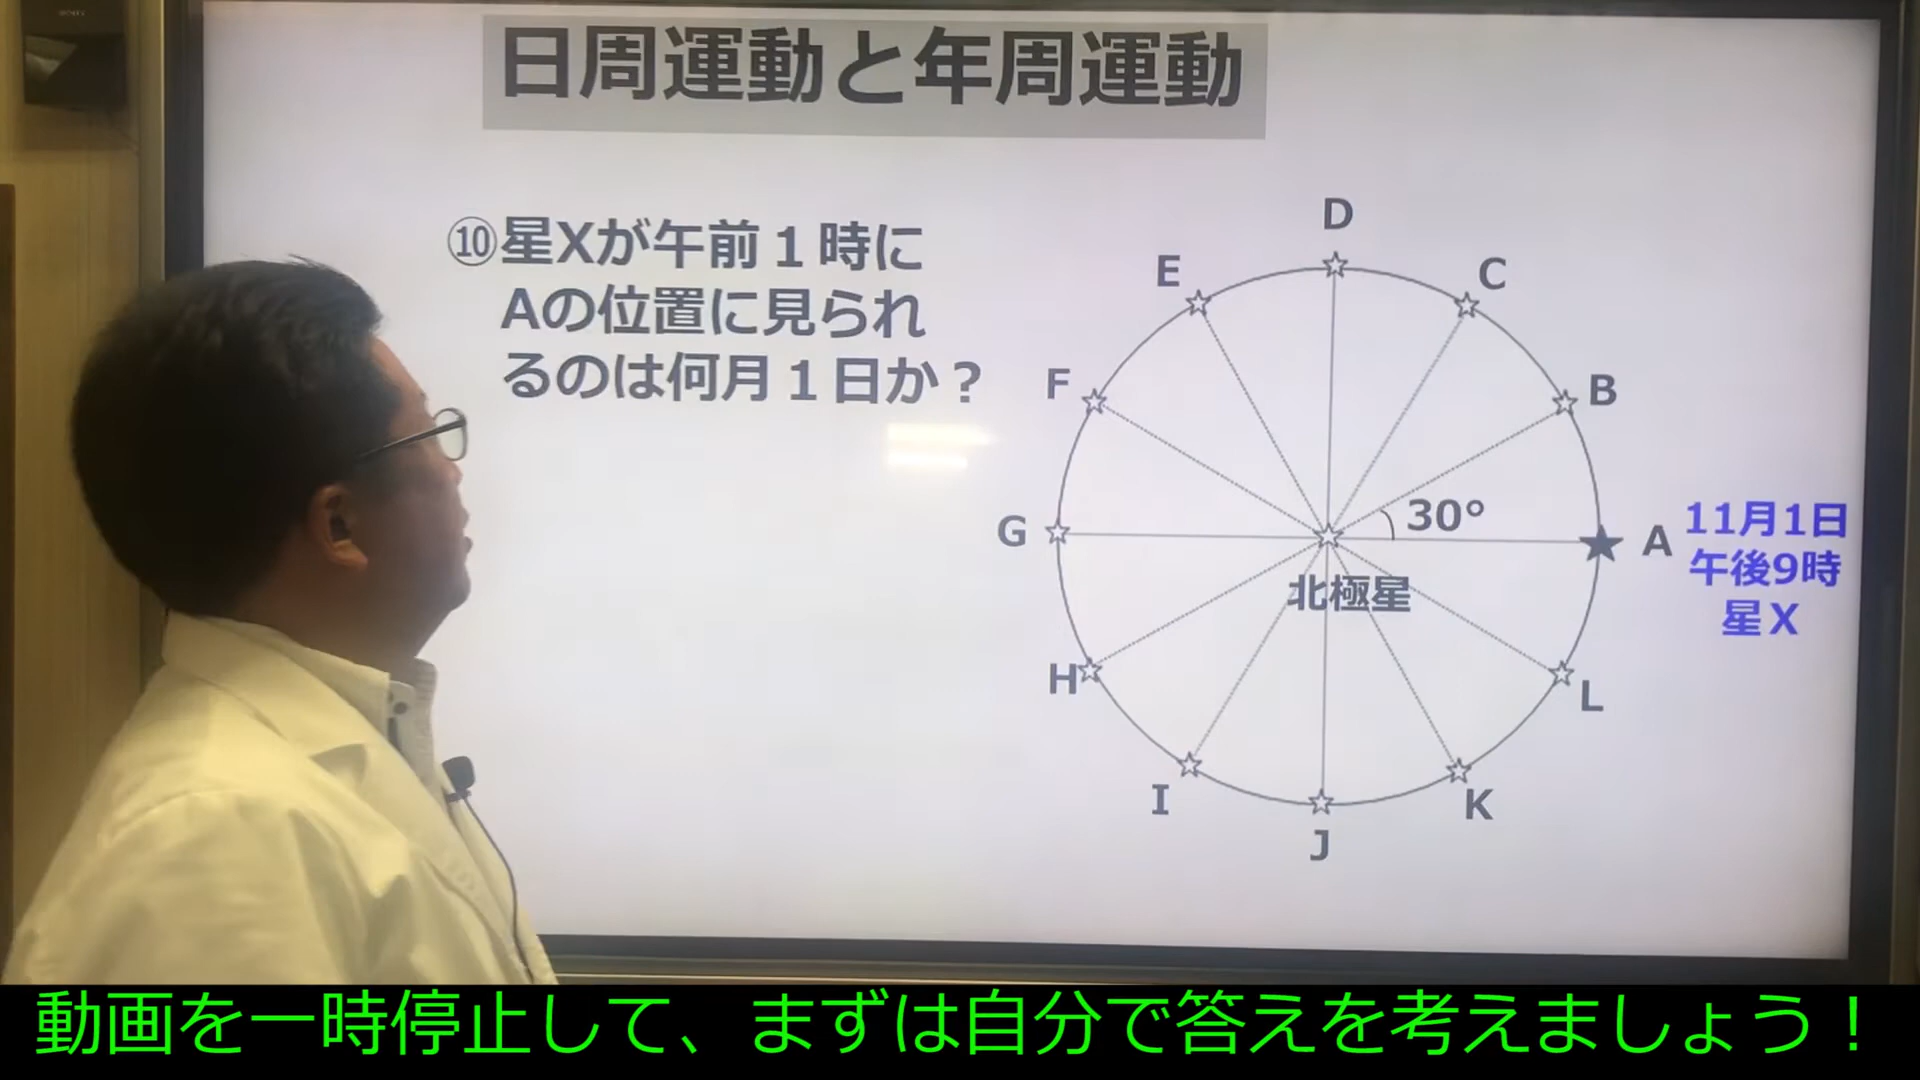 日周運動と年周運動
⑩星Xが午前１時に
Aの位置に見られ
るのは何月１日か？
D
E
C
F
B
G
30°
A
11月1日
午後9時
星X
北極星
H
L
I
K
J
動画を一時停止して、まずは自分で答えを考えましょう！